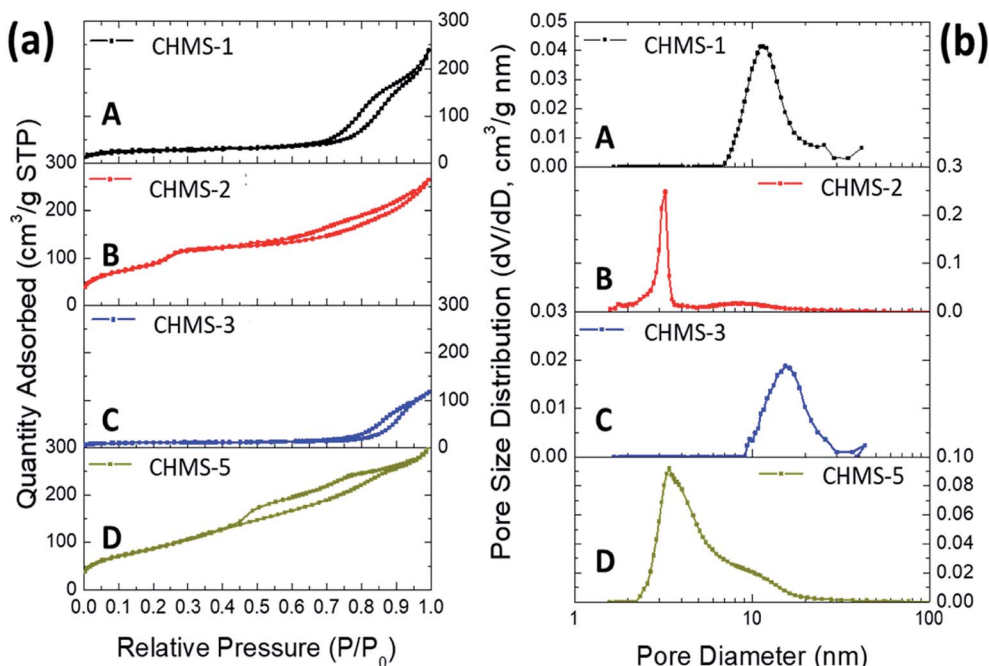 (a)
Quantity Adsorbed (cm³/g STP)
CHMS-1
A
300
200
100
0
300
CHMS-2
B
200
100
0
300
CHMS-3
C
200
100
0
300
CHMS-5
D
200
100
0
0.0 0.1 0.2 0.3 0.4 0.5 0.6 0.7 0.8 0.9 1.0
Relative Pressure (P/P₀)
(b)
Pore Size Distribution (dV/dD, cm³/g nm)
0.05
0.04
0.03
0.02
0.01
0.00
CHMS-1
A
0.3
0.2
0.1
0.0
CHMS-2
B
0.03
0.02
0.01
0.00
CHMS-3
C
0.10
0.08
0.06
0.04
0.02
0.00
CHMS-5
D
1 10 100
Pore Diameter (nm)